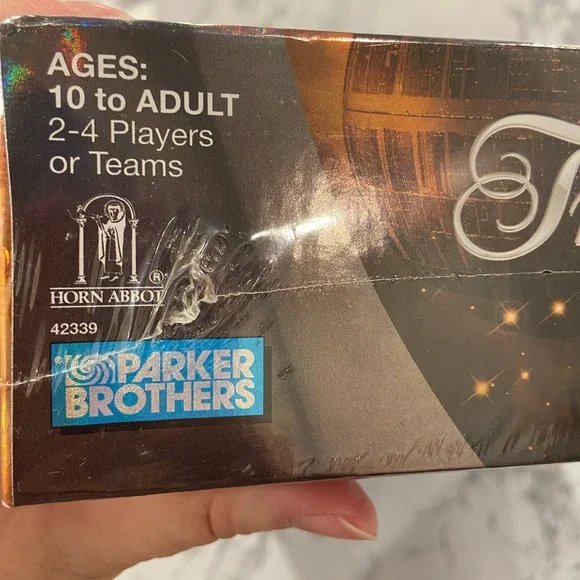 AGES:
10 to ADULT
2-4 Players
or Teams
®
HORN ABBOT
42339
®
PARKER
BROTHERS